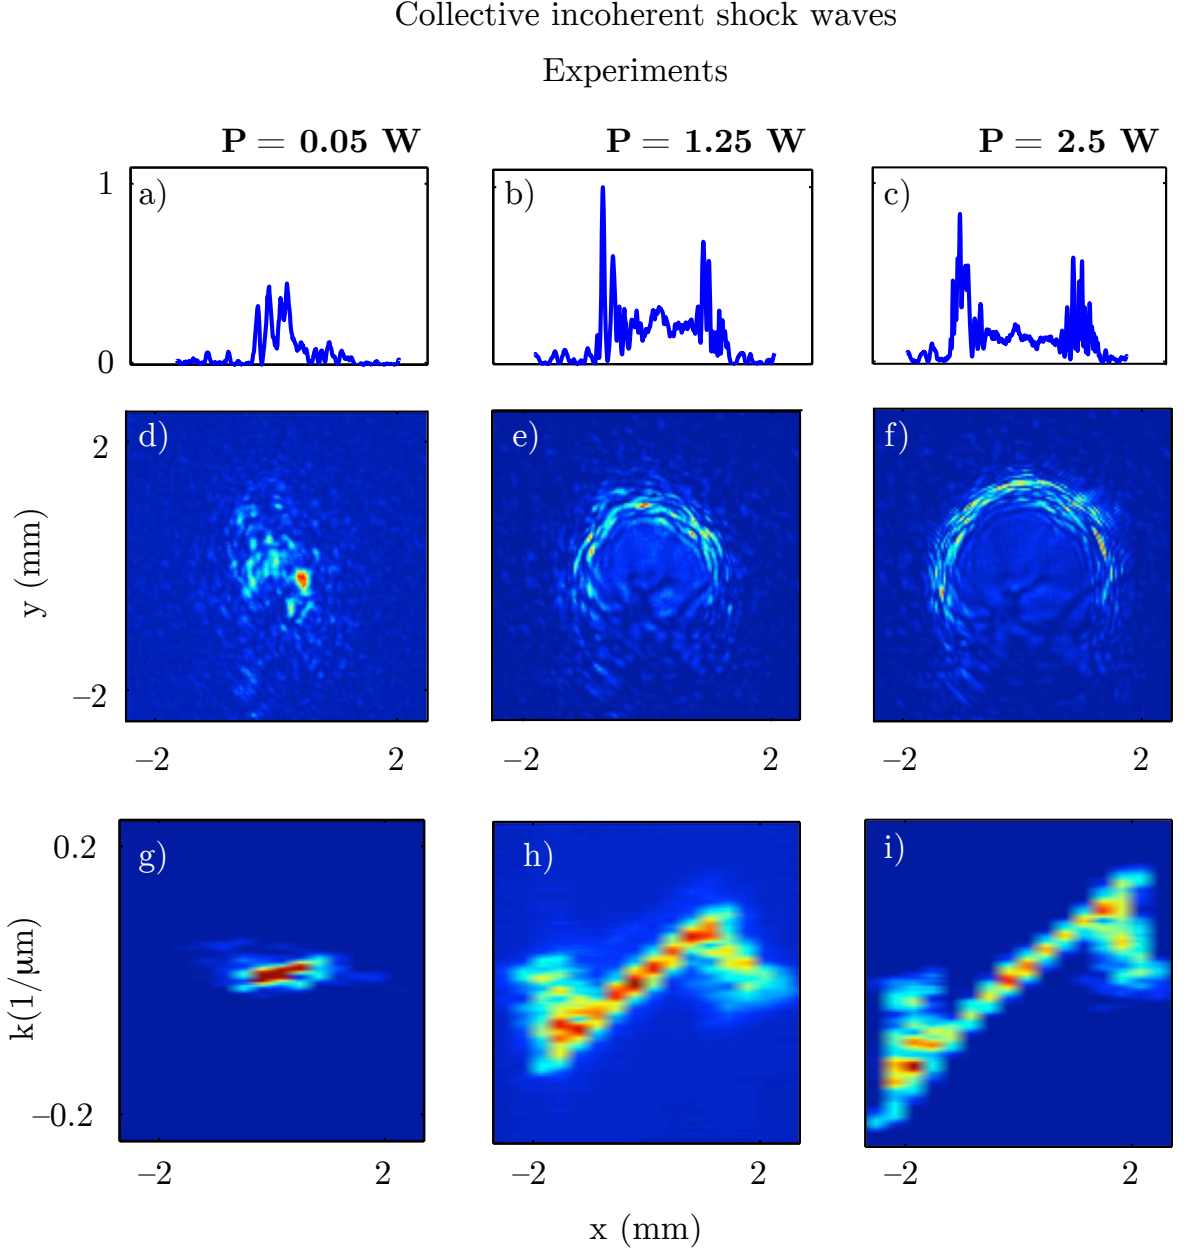 Collective incoherent shock waves
Experiments
P = 0.05 W
P = 1.25 W
P = 2.5 W
a)
b)
c)
1
0
d)
e)
f)
2
–2
y (mm)
–2
2
–2
2
–2
2
g)
h)
i)
0.2
–0.2
k(1/μm)
–2
2
–2
2
–2
2
x (mm)